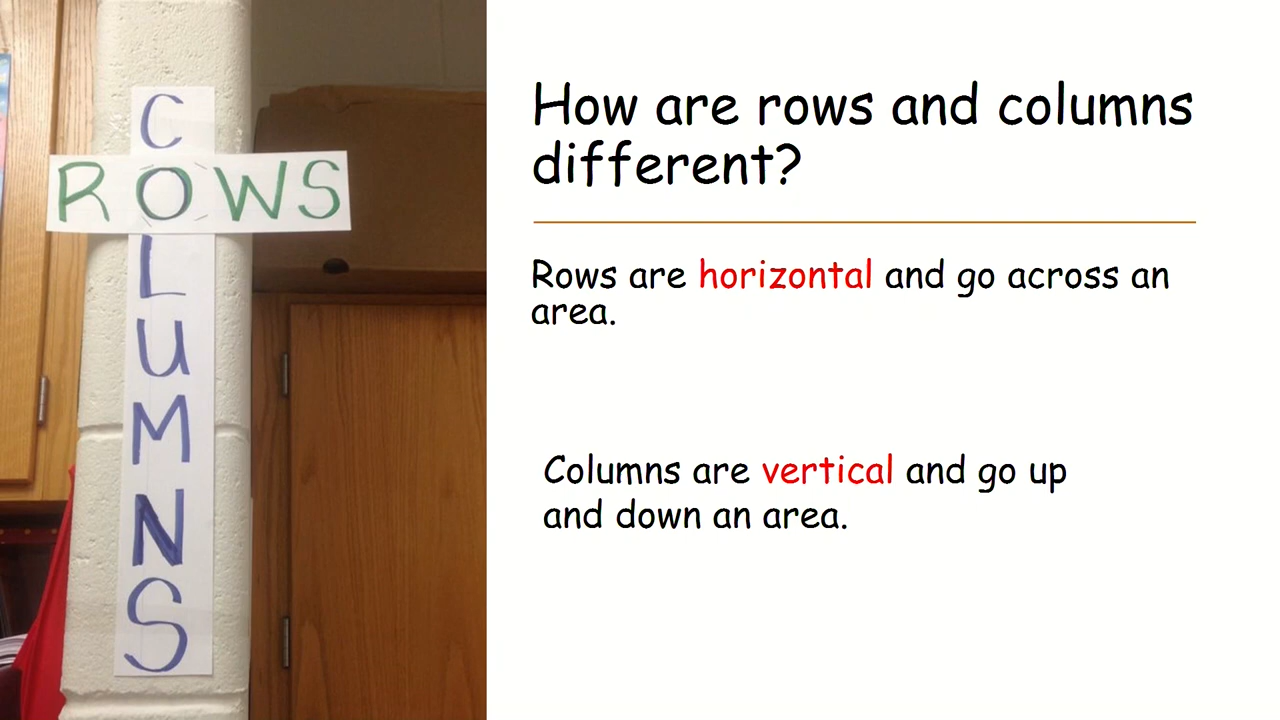 COLUMNS
ROWS
How are rows and columns
different?
Rows are horizontal and go across an
area.
Columns are vertical and go up
and down an area.